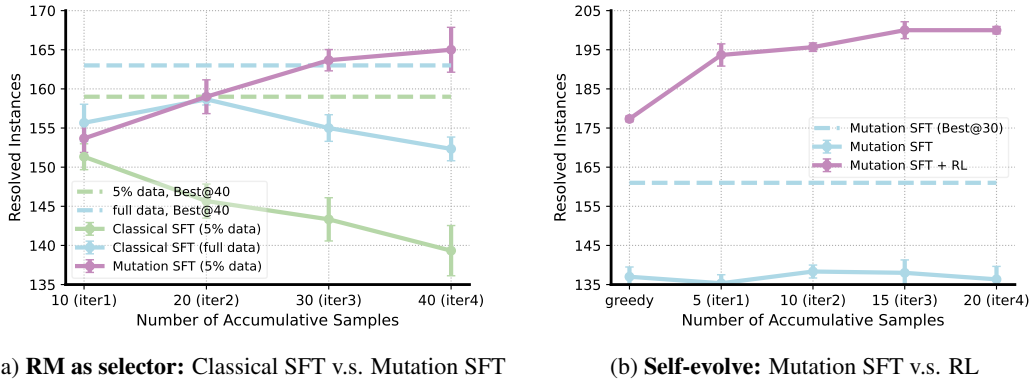 170
165
160
155
150
145
140
135
Resolved Instances
5% data, Best@40
full data, Best@40
Classical SFT (5% data)
Classical SFT (full data)
Mutation SFT (5% data)
10 (iter1) 20 (iter2) 30 (iter3) 40 (iter4)
Number of Accumulative Samples
a) RM as selector: Classical SFT v.s. Mutation SFT
205
195
185
175
165
155
145
135
Resolved Instances
Mutation SFT (Best@30)
Mutation SFT
Mutation SFT + RL
greedy 5 (iter1) 10 (iter2) 15 (iter3) 20 (iter4)
Number of Accumulative Samples
(b) Self-evolve: Mutation SFT v.s. RL